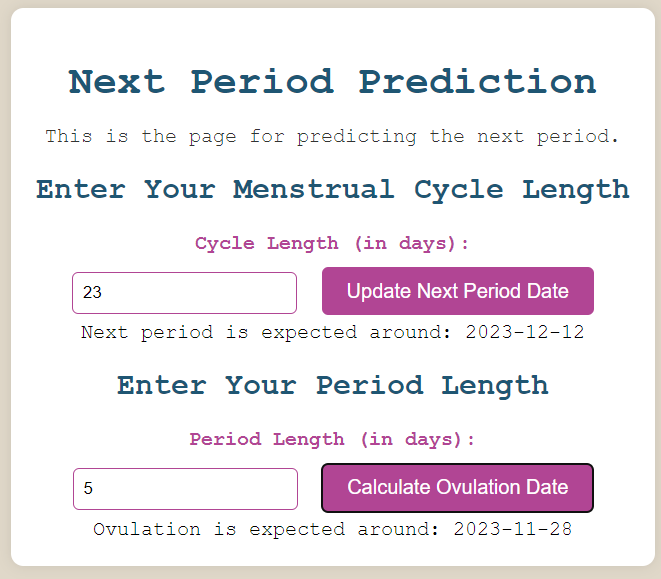 Next Period Prediction
This is the page for predicting the next period.
Enter Your Menstrual Cycle Length
Cycle Length (in days):
23 Update Next Period Date
Next period is expected around: 2023-12-12
Enter Your Period Length
Period Length (in days):
5 Calculate Ovulation Date
Ovulation is expected around: 2023-11-28